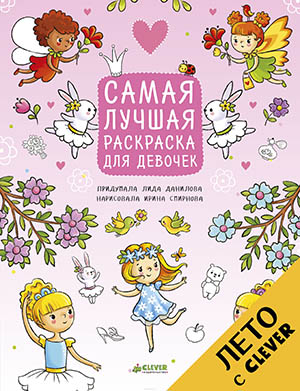 САМАЯ
ЛУЧШАЯ
РАСКРАСКА
ДЛЯ ДЕВОЧЕК
ПРИДУМАЛА ЛИДА ДАНИЛОВА
НАРИСОВАЛА ИРИНА СМИРНОВА
ЛЕТО
С CLEVER
CLEVER